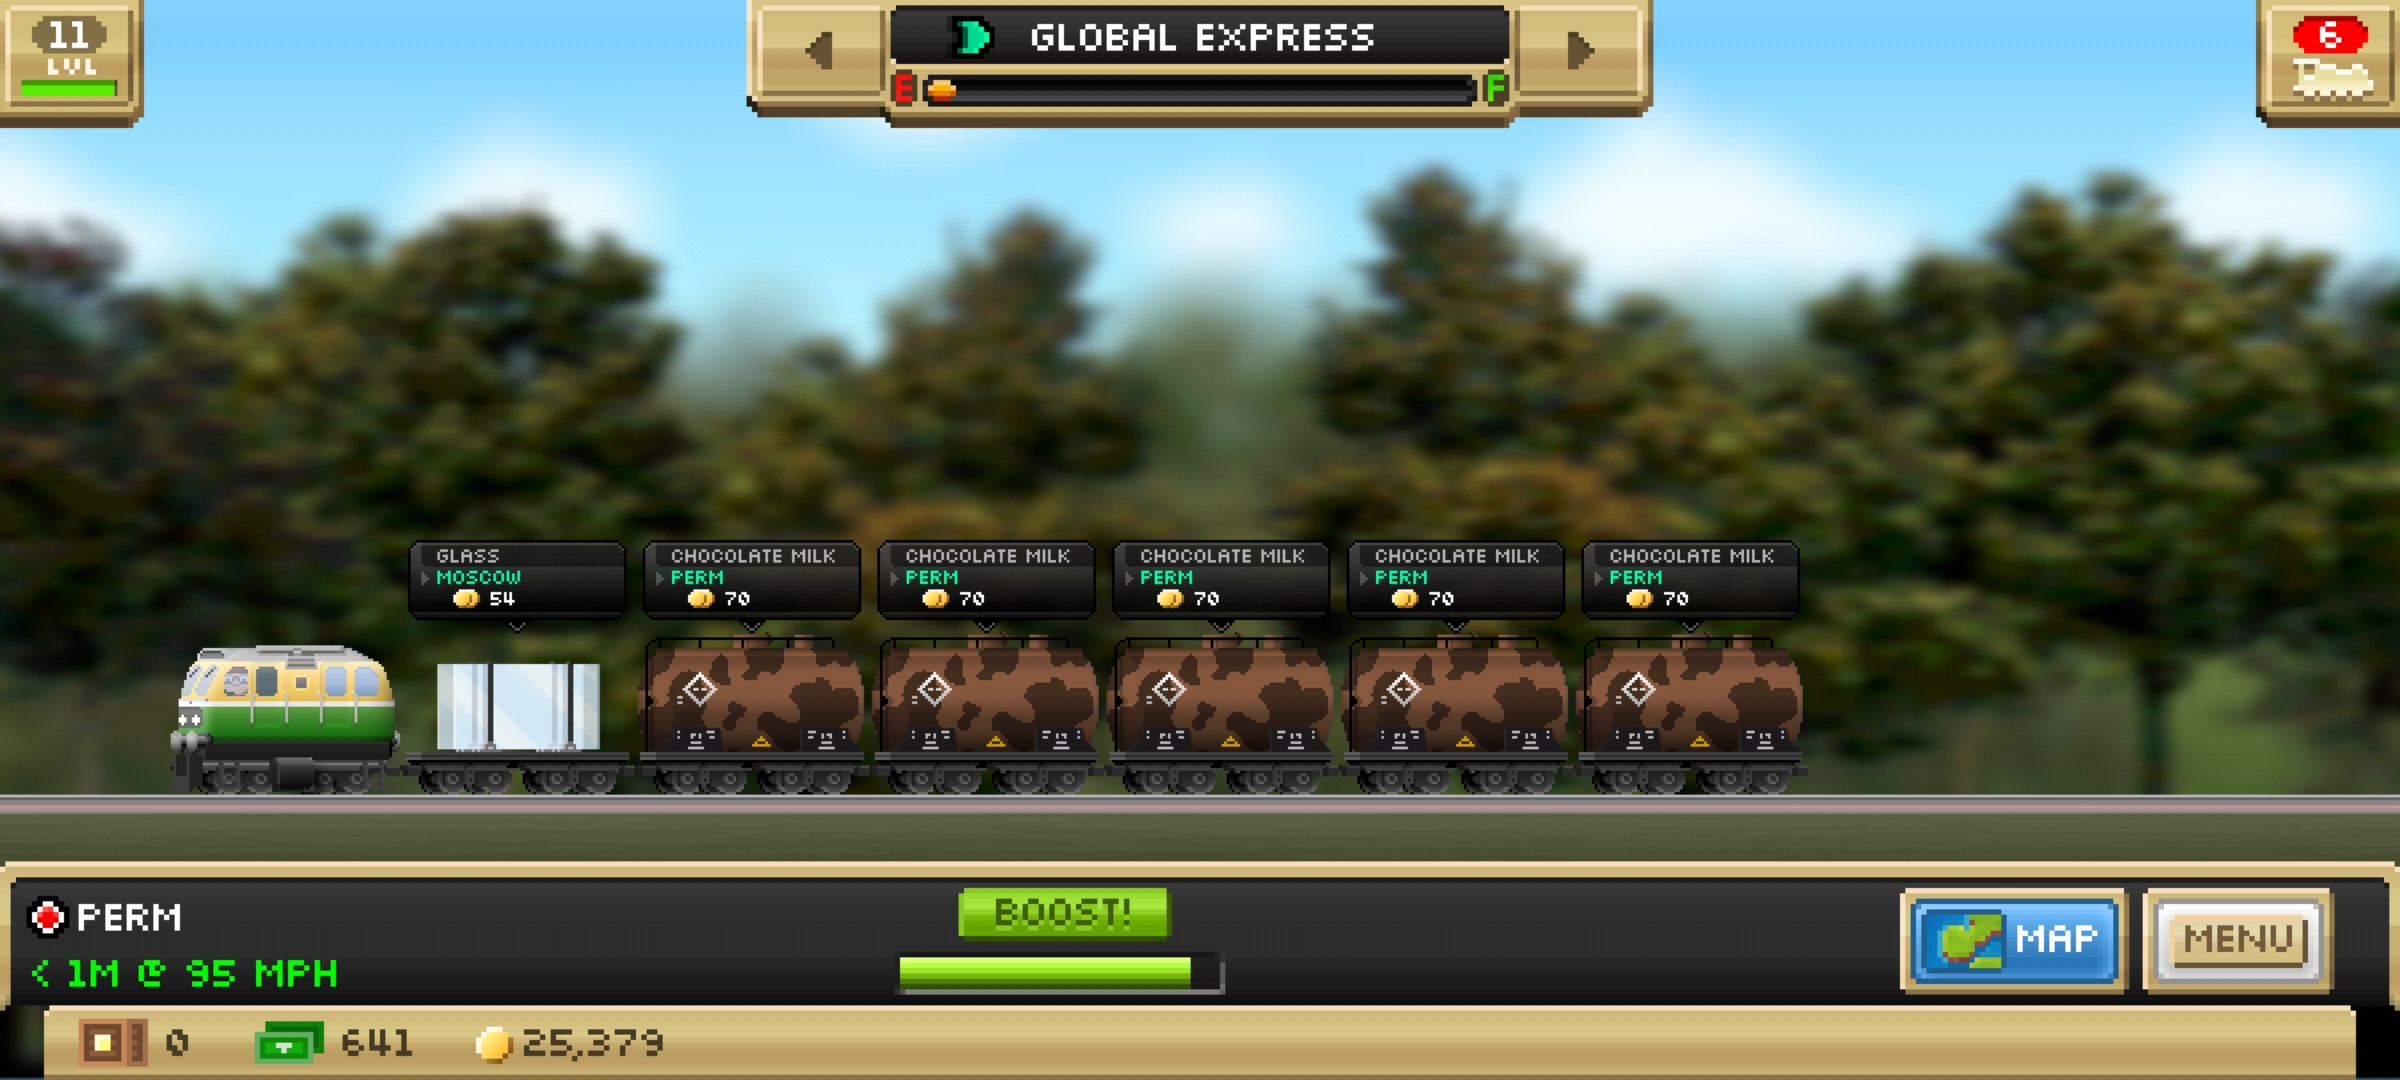 11
LVL
GLOBAL EXPRESS
E F
6
GLASS
MOSCOW
54
CHOCOLATE MILK
PERM
70
CHOCOLATE MILK
PERM
70
CHOCOLATE MILK
PERM
70
CHOCOLATE MILK
PERM
70
CHOCOLATE MILK
PERM
70
PERM
< 1M @ 95 MPH
BOOST!
MAP
MENU
0
641
25,379